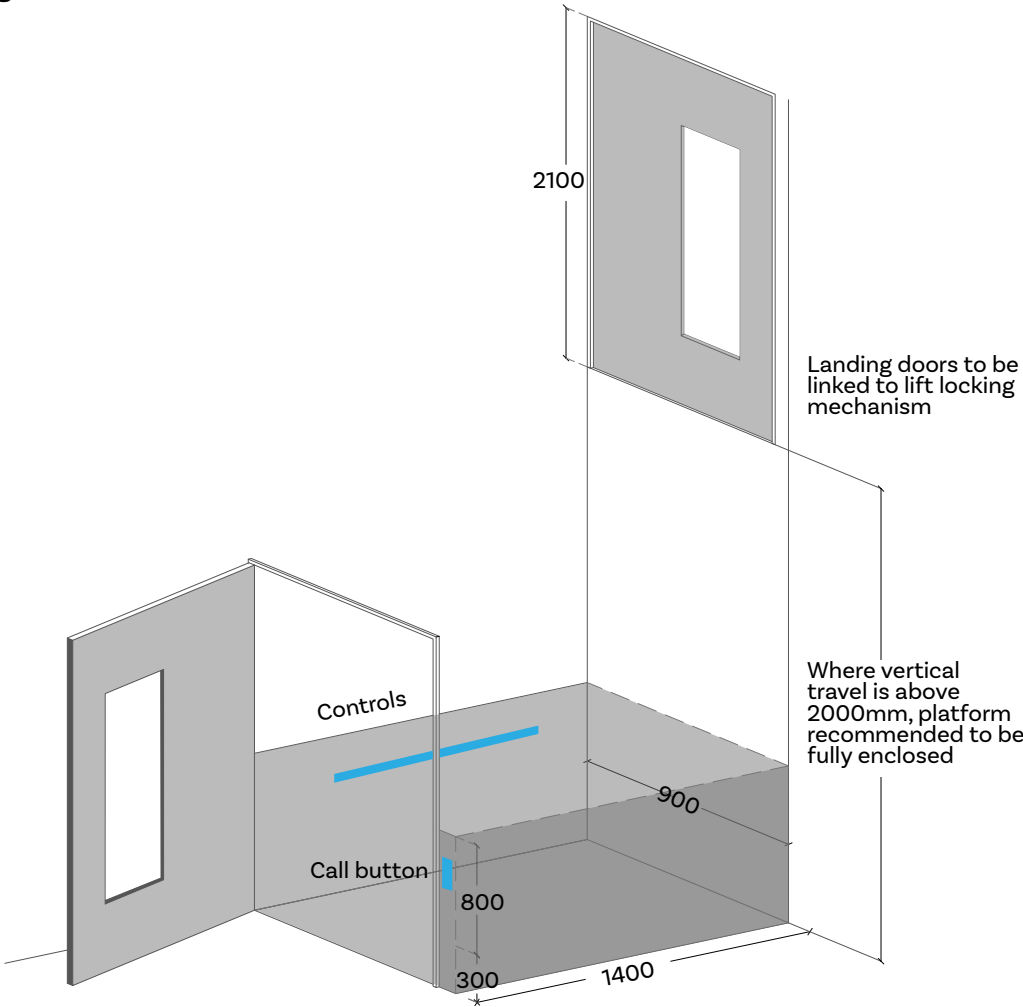 2100
Landing doors to be
linked to lift locking
mechanism
Where vertical
travel is above
2000mm, platform
recommended to be
fully enclosed
Controls
900
Call button
800
300
1400